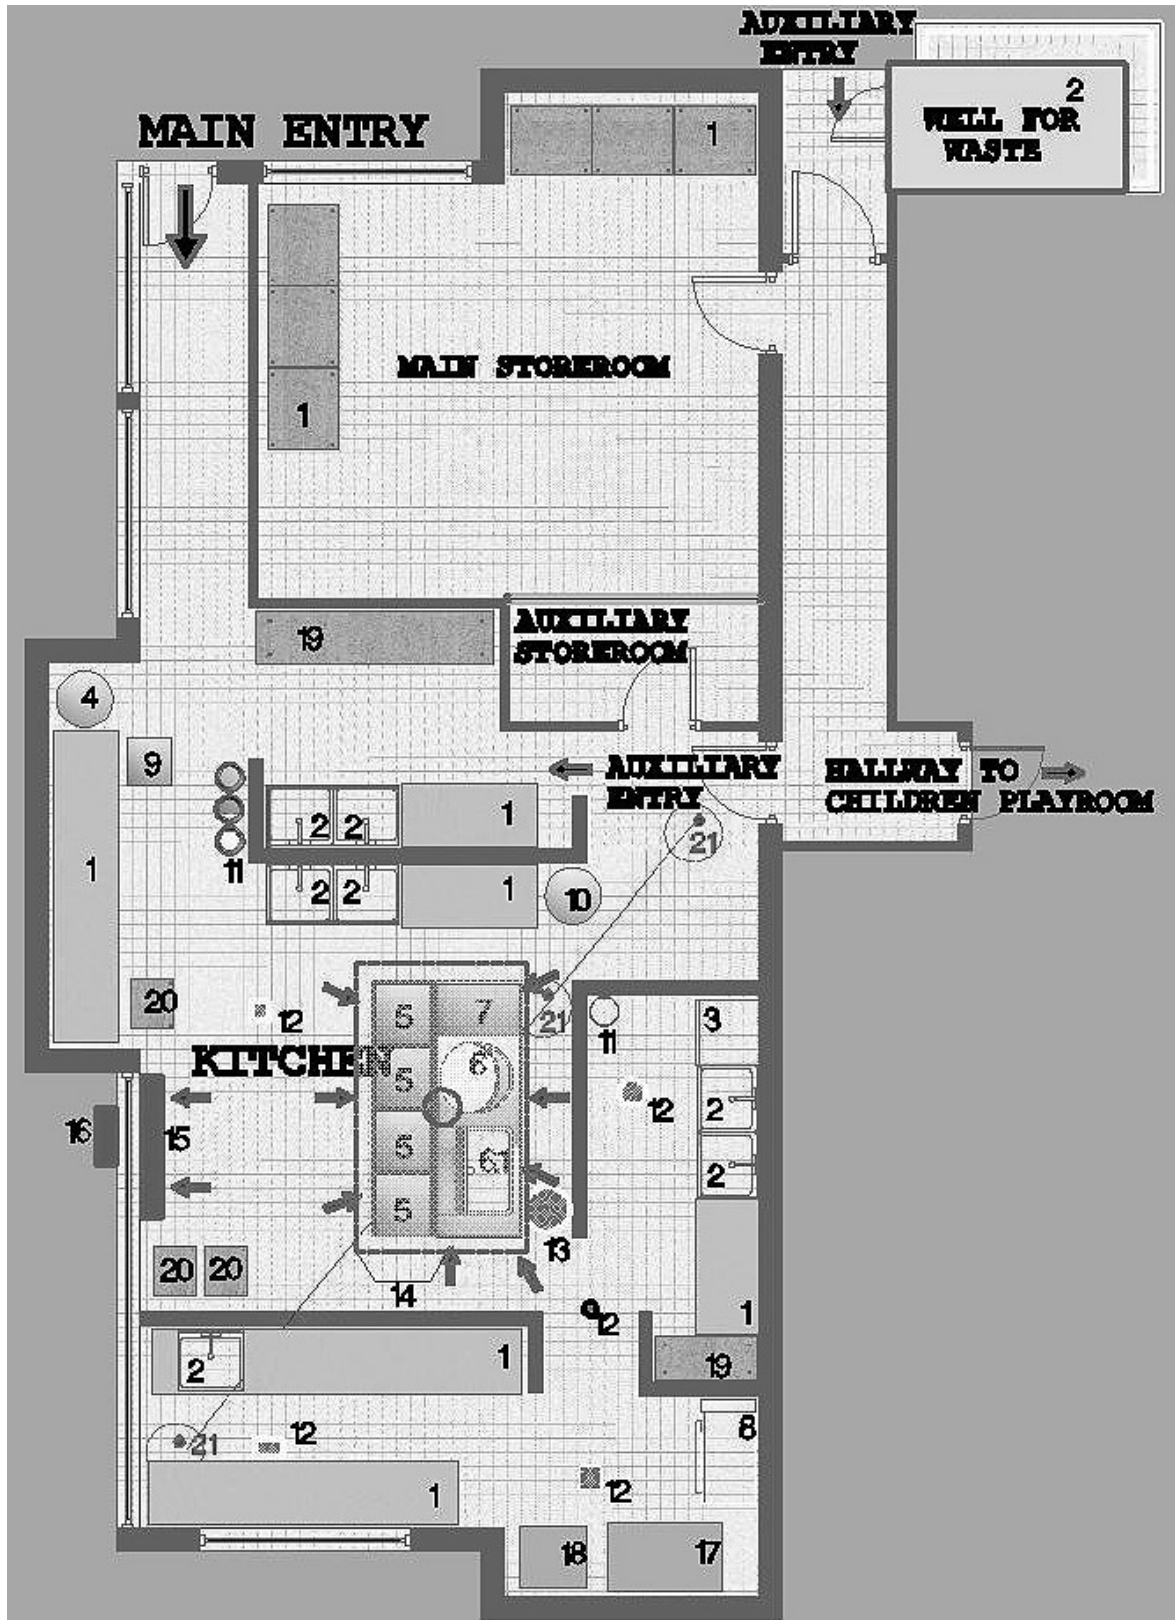 AUXILIARY
ENTRY
2
WELL FOR
WASTE
MAIN ENTRY
1
MAIN STOREROOM
1
AUXILIARY
STOREROOM
19
4
9
AUXILIARY
ENTRY
HALLWAY TO
CHILDREN PLAYROOM
2 2 1
21
11
1
2 2 1
10
20
12
5
7
21
11
3
KITCHEN
5
6
12
2
16
15
5
61
2
5
13
20 20
14
12
1
2
1
19
21
12
8
1
12
18
17